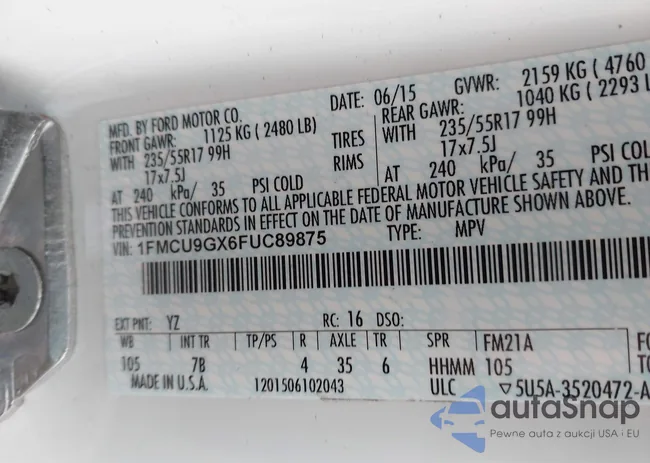 MFD. BY FORD MOTOR CO.
DATE: 06/15
GVWR: 2159 KG ( 4760
FRONT GAWR: 1125 KG ( 2480 LB)
REAR GAWR: 1040 KG ( 2293 L
WITH 235/55R17 99H TIRES WITH 235/55R17 99H
17x7.5J RIMS 17x7.5J
AT 240 kPa/ 35 PSI COLD AT 240 kPa/ 35 PSI COLD
THIS VEHICLE CONFORMS TO ALL APPLICABLE FEDERAL MOTOR VEHICLE SAFETY AND TH
PREVENTION STANDARDS IN EFFECT ON THE DATE OF MANUFACTURE SHOWN ABOVE.
VIN: 1FMCU9GX6FUC89875 TYPE: MPV
EXT PNT: YZ RC: 16 DSO:
WB INT TR TP/PS R AXLE TR SPR FM21A FO
105 7B 4 35 6 HHMM 105 TO
MADE IN U.S.A. 1201506102043 ULC ▽5U5A-3520472-A
autaSnap
Pewne auta z aukcji USA i EU